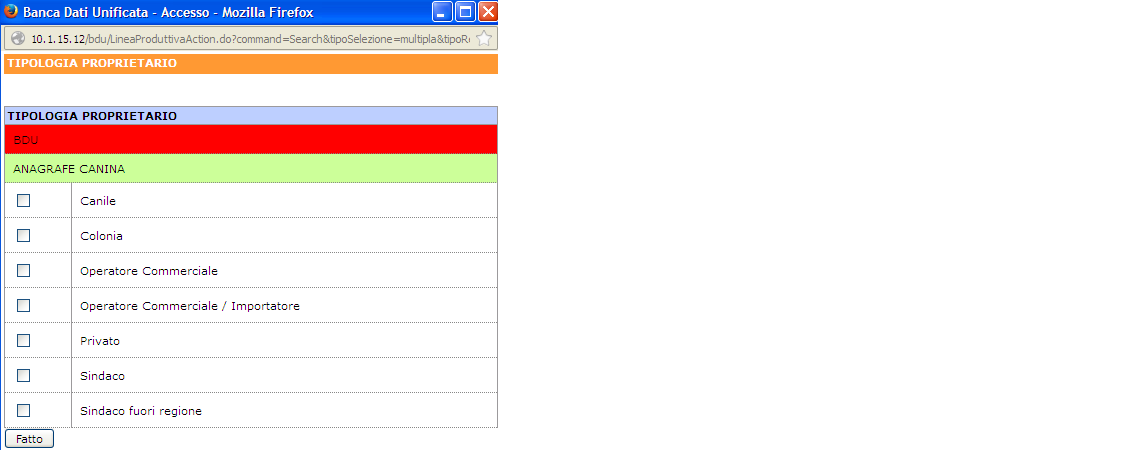 Banca Dati Unificata - Accesso - Mozilla Firefox
10.1.15.12/bdu/LineaProduttivaAction.do?command=Search&tipoSelezione=multipla&tipoRe
TIPOLOGIA PROPRIETARIO
TIPOLOGIA PROPRIETARIO
BDU
ANAGRAFE CANINA
Canile
Colonia
Operatore Commerciale
Operatore Commerciale / Importatore
Privato
Sindaco
Sindaco fuori regione
Fatto